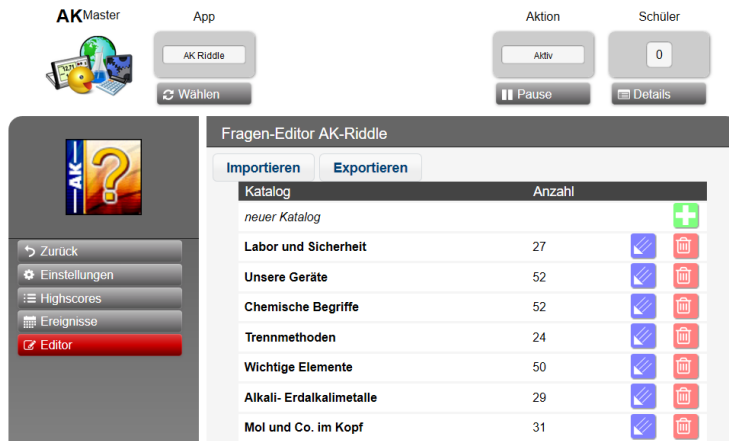 AKMaster
App
Aktion
Schüler
AK Riddle
Aktiv
0
Wählen
Pause
Details
Fragen-Editor AK-Riddle
Importieren Exportieren
Katalog Anzahl
neuer Katalog
Labor und Sicherheit 27
Unsere Geräte 52
Chemische Begriffe 52
Trennmethoden 24
Wichtige Elemente 50
Alkali- Erdalkalimetalle 29
Mol und Co. im Kopf 31
AK
?
Zurück
Einstellungen
Highscores
Ereignisse
Editor